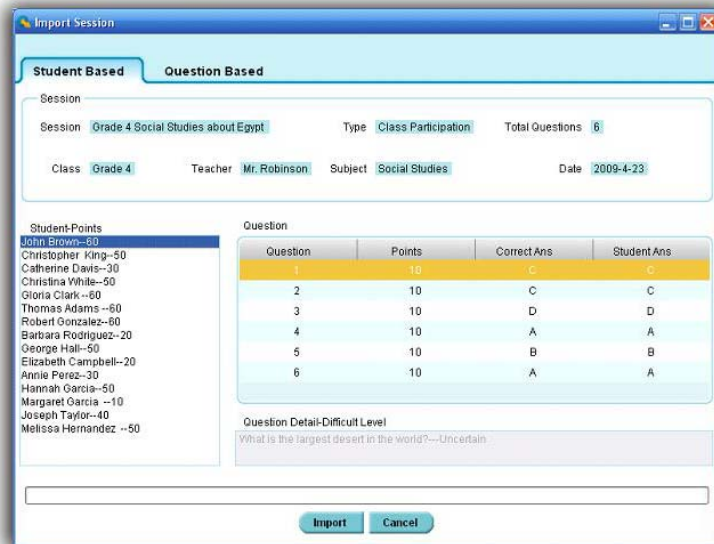 Import Session
Student Based Question Based
Session
Session Grade 4 Social Studies about Egypt Type Class Participation Total Questions 6
Class Grade 4 Teacher Mr. Robinson Subject Social Studies Date 2009-4-23
Student-Points
John Brown--60
Christopher King--50
Catherine Davis--30
Christina White--50
Gloria Clark--60
Thomas Adams --60
Robert Gonzalez--60
Barbara Rodriguez--20
George Hall--50
Elizabeth Campbell--20
Annie Perez--30
Hannah Garcia--50
Margaret Garcia --10
Joseph Taylor--40
Melissa Hernandez --50
Question
Question Points Correct Ans Student Ans
1 10 C C
2 10 C C
3 10 D D
4 10 A A
5 10 B B
6 10 A A
Question Detail-Difficult Level
What is the largest desert in the world?---Uncertain
Import Cancel